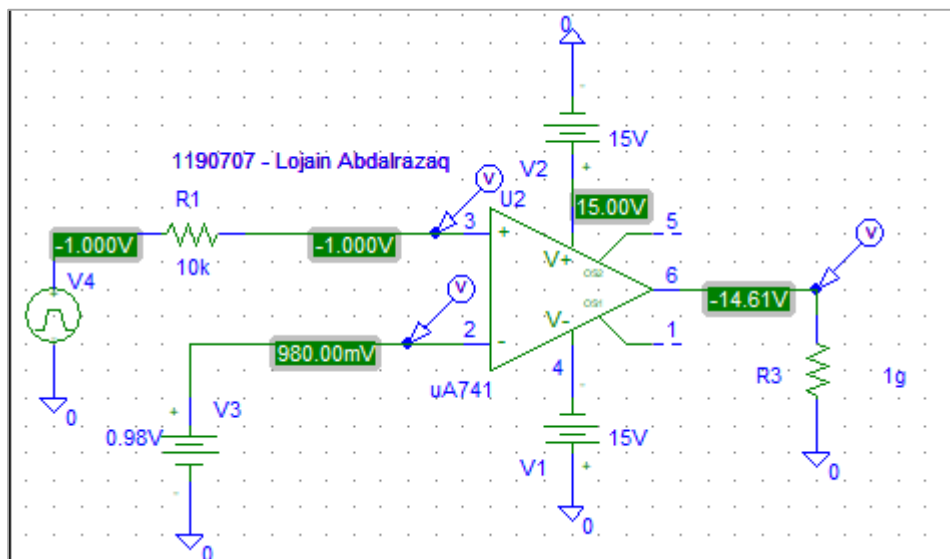 0
-
15V
1190707 - Lojain Abdalrazaq
V2
+
R1
U2
15.00V
V
3
+
5
-1.000V
-1.000V
V+
OS2
6
V
10k
V4
V
+
-14.61V
OS1
V-
2
-
980.00mV
1
4
-
R3
1g
uA741
+
V3
0.98V
15V
0
V1
+
-
0
0
0